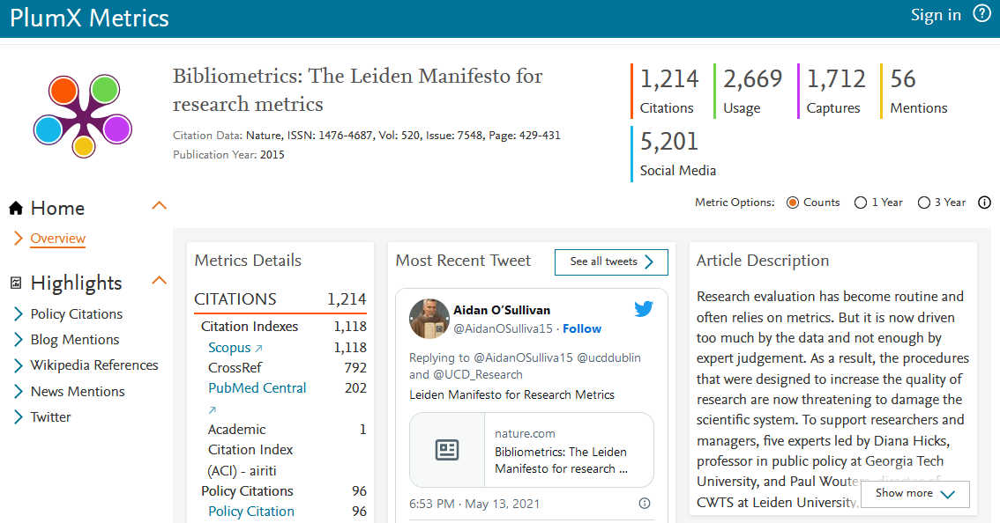 PlumX Metrics
Sign in
Bibliometrics: The Leiden Manifesto for
research metrics
Citation Data: Nature, ISSN: 1476-4687, Vol: 520, Issue: 7548, Page: 429-431
Publication Year: 2015
1,214
Citations
2,669
Usage
1,712
Captures
56
Mentions
5,201
Social Media
Metric Options: Counts 1 Year 3 Year
Home
Overview
Highlights
Policy Citations
Blog Mentions
Wikipedia References
News Mentions
Twitter
Metrics Details
CITATIONS 1,214
Citation Indexes 1,118
Scopus 1,118
CrossRef 792
PubMed Central 202
Academic 1
Citation Index
(ACI) - airiti
Policy Citations 96
Policy Citation 96
Most Recent Tweet
See all tweets
Aidan O'Sullivan
@AidanOSulliva15 · Follow
Replying to @AidanOSulliva15 @ucddublin
and @UCD_Research
Leiden Manifesto for Research Metrics
nature.com
Bibliometrics: The Leiden
Manifesto for research ...
6:53 PM · May 13, 2021
Article Description
Research evaluation has become routine and
often relies on metrics. But it is now driven
too much by the data and not enough by
expert judgement. As a result, the procedures
that were designed to increase the quality of
research are now threatening to damage the
scientific system. To support researchers and
managers, five experts led by Diana Hicks,
professor in public policy at Georgia Tech
University, and Paul Wouters, director of
CWTS at Leiden University,
Show more